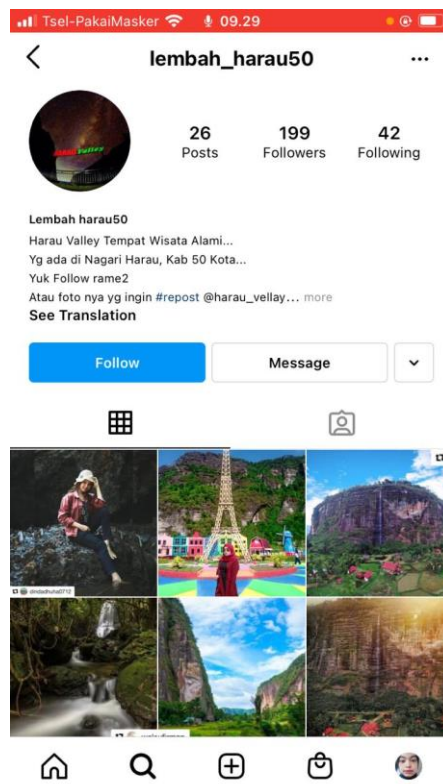 Tsel-PakaiMasker 09.29
lembah_harau50
26 199 42
Posts Followers Following
Lembah harau50
Harau Valley Tempat Wisata Alami...
Yg ada di Nagari Harau, Kab 50 Kota...
Yuk Follow rame2
Atau foto nya yg ingin #repost @harau_vellay... more
See Translation
Follow Message
dindadhuha0712